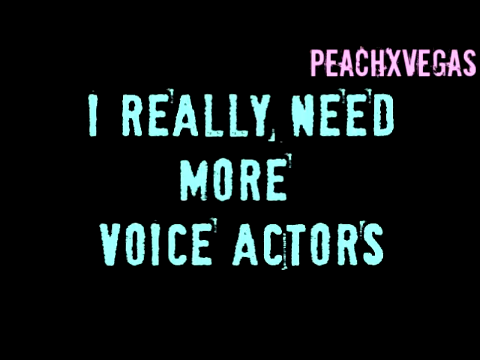 PEACHXVEGAS
I REALLY NEED
MORE
VOICE ACTORS